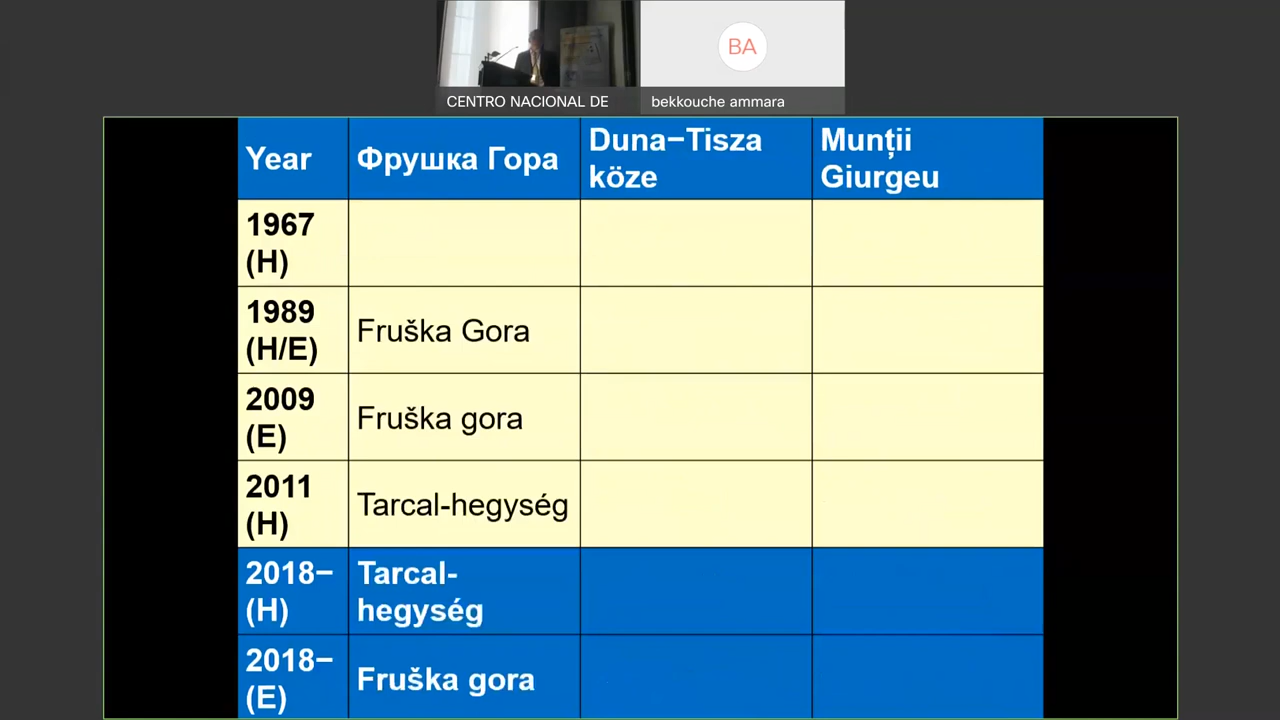 BA
CENTRO NACIONAL DE
bekkouche ammara
Year
Фрушка Гора
Duna−Tisza
köze
Munții
Giurgeu
1967
(H)
1989
(H/E)
Fruška Gora
2009
(E)
Fruška gora
2011
(H)
Tarcal-hegység
2018−
(H)
Tarcal-
hegység
2018−
(E)
Fruška gora